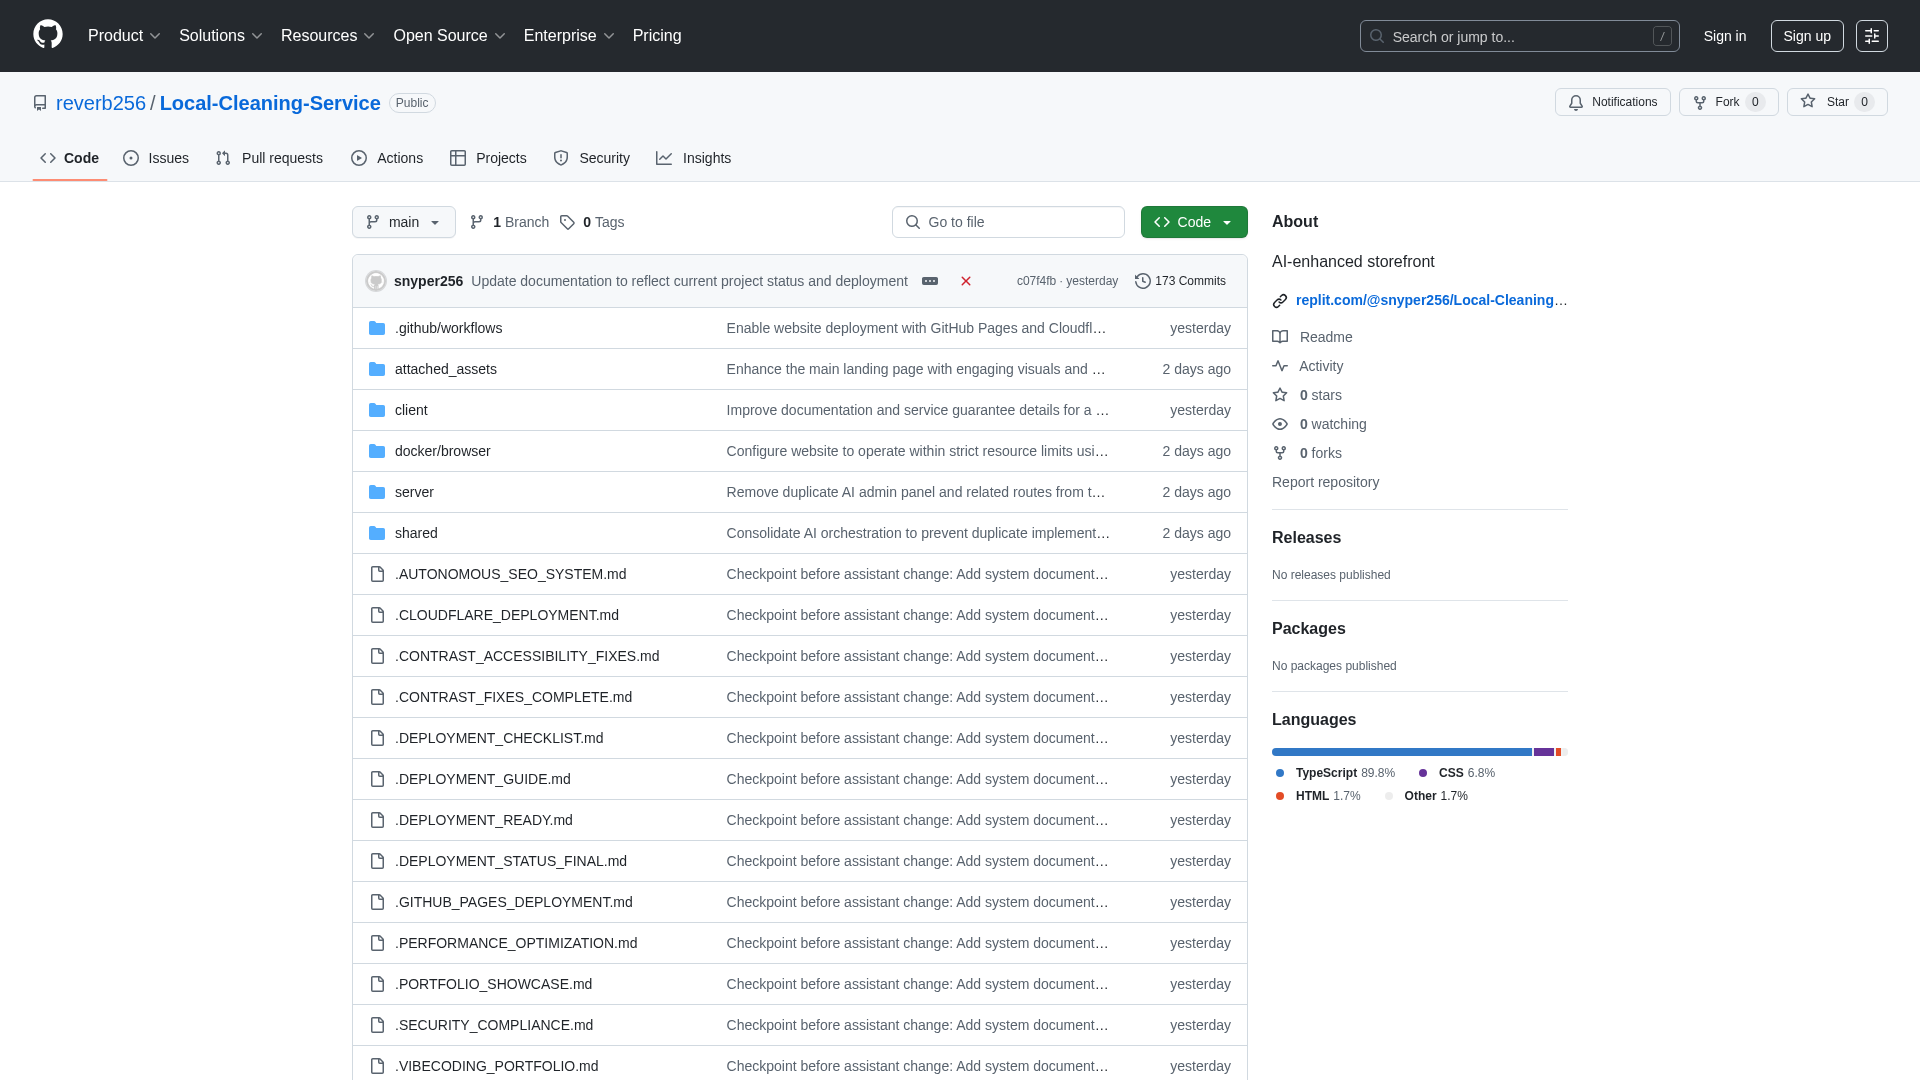 Product Solutions Resources Open Source Enterprise Pricing Search or jump to... / Sign in Sign up
reverb256 / Local-Cleaning-Service Public Notifications Fork 0 Star 0
Code Issues Pull requests Actions Projects Security Insights
main 1 Branch 0 Tags Go to file Code
snyper256 Update documentation to reflect current project status and deployment c07f4fb · yesterday 173 Commits
.github/workflows Enable website deployment with GitHub Pages and Cloudfl… yesterday
attached_assets Enhance the main landing page with engaging visuals and … 2 days ago
client Improve documentation and service guarantee details for a … yesterday
docker/browser Configure website to operate within strict resource limits usi… 2 days ago
server Remove duplicate AI admin panel and related routes from t… 2 days ago
shared Consolidate AI orchestration to prevent duplicate implement… 2 days ago
.AUTONOMOUS_SEO_SYSTEM.md Checkpoint before assistant change: Add system document… yesterday
.CLOUDFLARE_DEPLOYMENT.md Checkpoint before assistant change: Add system document… yesterday
.CONTRAST_ACCESSIBILITY_FIXES.md Checkpoint before assistant change: Add system document… yesterday
.CONTRAST_FIXES_COMPLETE.md Checkpoint before assistant change: Add system document… yesterday
.DEPLOYMENT_CHECKLIST.md Checkpoint before assistant change: Add system document… yesterday
.DEPLOYMENT_GUIDE.md Checkpoint before assistant change: Add system document… yesterday
.DEPLOYMENT_READY.md Checkpoint before assistant change: Add system document… yesterday
.DEPLOYMENT_STATUS_FINAL.md Checkpoint before assistant change: Add system document… yesterday
.GITHUB_PAGES_DEPLOYMENT.md Checkpoint before assistant change: Add system document… yesterday
.PERFORMANCE_OPTIMIZATION.md Checkpoint before assistant change: Add system document… yesterday
.PORTFOLIO_SHOWCASE.md Checkpoint before assistant change: Add system document… yesterday
.SECURITY_COMPLIANCE.md Checkpoint before assistant change: Add system document… yesterday
.VIBECODING_PORTFOLIO.md Checkpoint before assistant change: Add system document… yesterday
About
AI-enhanced storefront
replit.com/@snyper256/Local-Cleaning…
Readme
Activity
0 stars
0 watching
0 forks
Report repository
Releases
No releases published
Packages
No packages published
Languages
TypeScript 89.8% CSS 6.8%
HTML 1.7% Other 1.7%